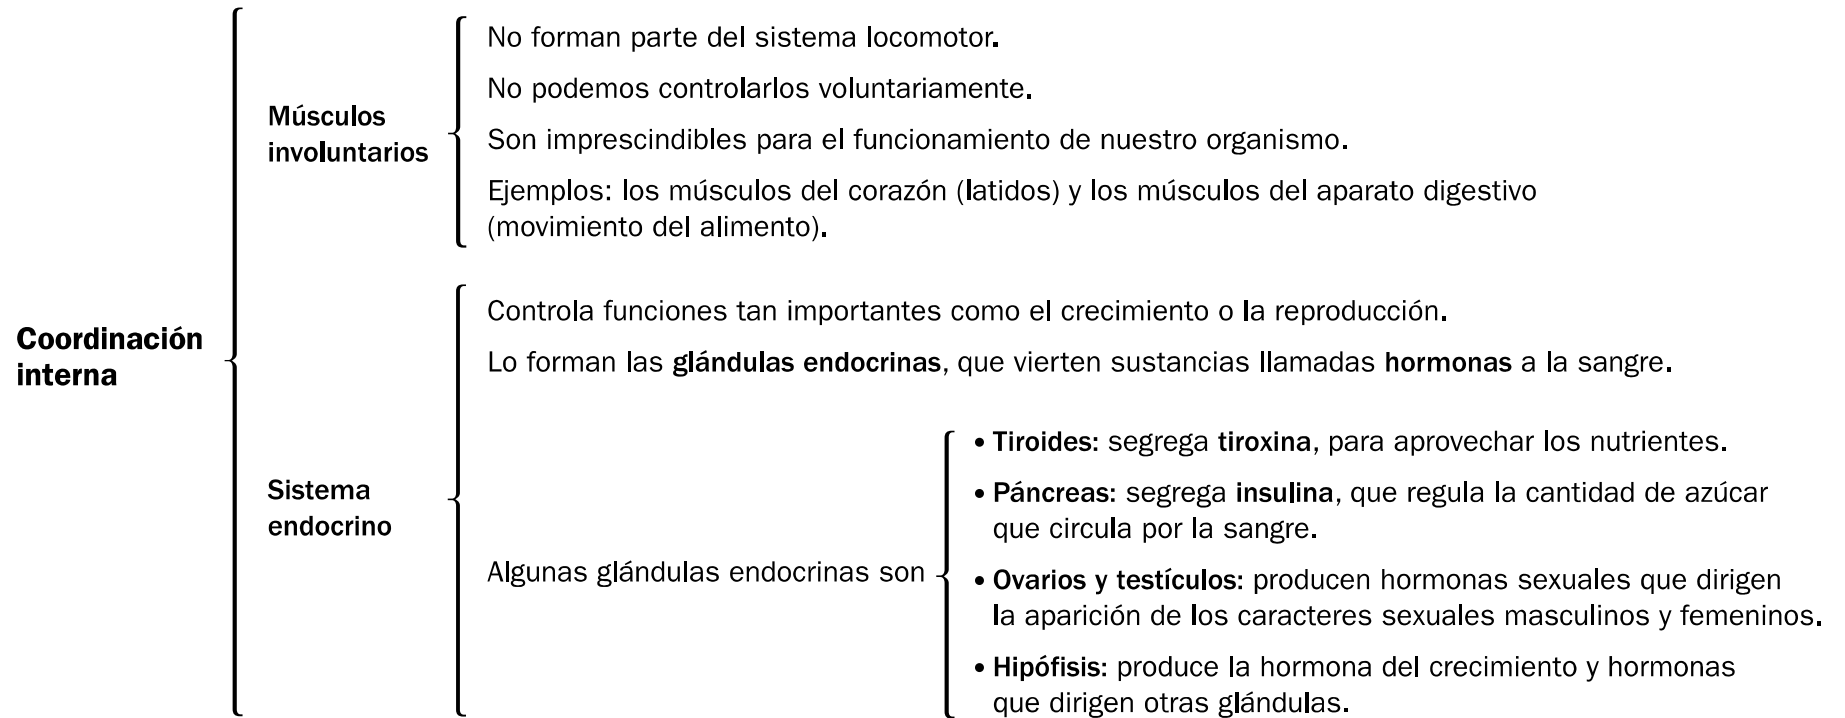 Coordinación
interna
Músculos
involuntarios
No forman parte del sistema locomotor.
No podemos controlarlos voluntariamente.
Son imprescindibles para el funcionamiento de nuestro organismo.
Ejemplos: los músculos del corazón (latidos) y los músculos del aparato digestivo
(movimiento del alimento).
Sistema
endocrino
Controla funciones tan importantes como el crecimiento o la reproducción.
Lo forman las glándulas endocrinas, que vierten sustancias llamadas hormonas a la sangre.
Algunas glándulas endocrinas son
• Tiroides: segrega tiroxina, para aprovechar los nutrientes.
• Páncreas: segrega insulina, que regula la cantidad de azúcar
que circula por la sangre.
• Ovarios y testículos: producen hormonas sexuales que dirigen
la aparición de los caracteres sexuales masculinos y femeninos.
• Hipófisis: produce la hormona del crecimiento y hormonas
que dirigen otras glándulas.